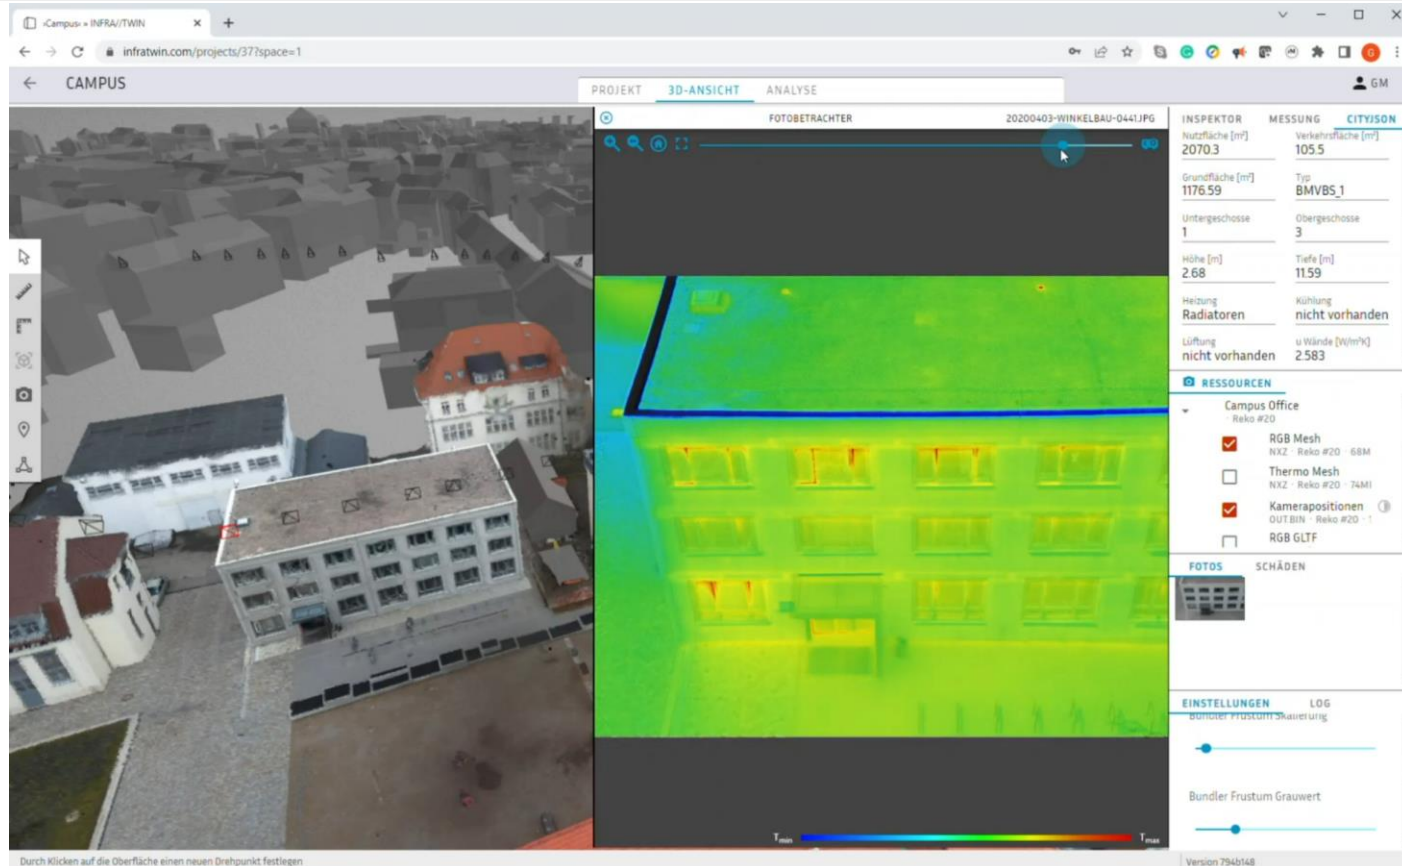 ‹Campus› » INFRA//TWIN
infratwin.com/projects/37?space=1
G
CAMPUS
PROJEKT 3D-ANSICHT ANALYSE
GM
FOTOBETRACHTER 20200403-WINKELBAU-0441.JPG
INSPEKTOR MESSUNG CITYJSON
Nutzfläche [m²] Verkehrsfläche [m²]
2070.3 105.5
Grundfläche [m²] Typ
1176.59 BMVBS_1
Untergeschosse Obergeschosse
1 3
Höhe [m] Tiefe [m]
2.68 11.59
Heizung Kühlung
Radiatoren nicht vorhanden
Lüftung u Wände [W/m²K]
nicht vorhanden 2.583
RESSOURCEN
Campus Office
· Reko #20
RGB Mesh
NXZ · Reko #20 · 68M
Thermo Mesh
NXZ · Reko #20 · 74MI
Kamerapositionen
OUT.BIN · Reko #20 ·
RGB GLTF
FOTOS SCHÄDEN
EINSTELLUNGEN LOG
Bundler Frustum Skalierung
Bundler Frustum Grauwert
Tmin Tmax
Durch Klicken auf die Oberfläche einen neuen Drehpunkt festlegen
Version 794b148